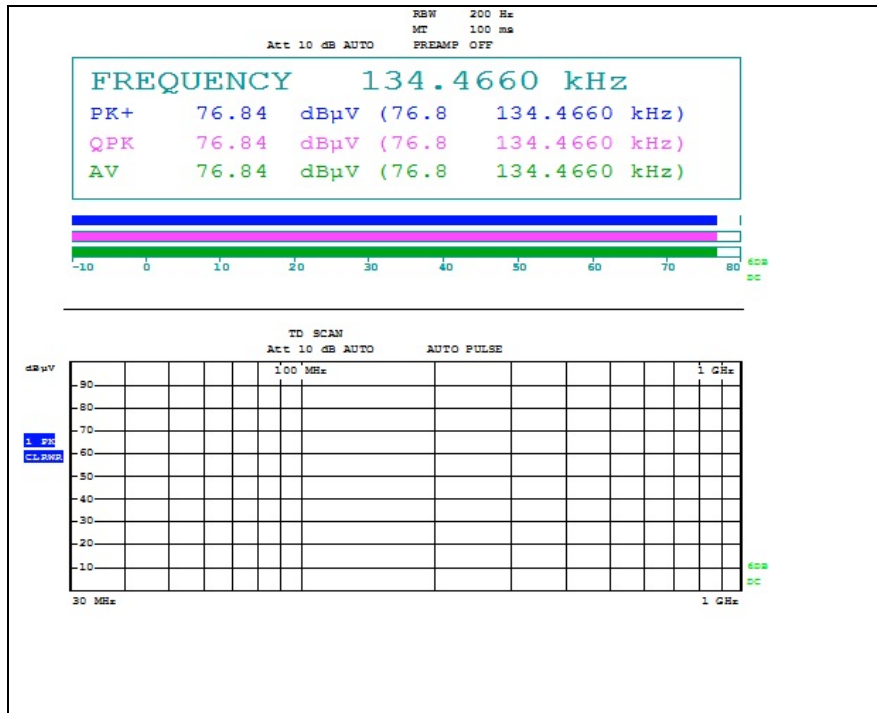 RBW 200 Hz
MT 100 ms
Att 10 dB AUTO PREAMP OFF
FREQUENCY 134.4660 kHz
PK+ 76.84 dBµV (76.8 134.4660 kHz)
QPK 76.84 dBµV (76.8 134.4660 kHz)
AV 76.84 dBµV (76.8 134.4660 kHz)
-10 0 10 20 30 40 50 60 70 80
6DB
DC
TD SCAN
Att 10 dB AUTO AUTO PULSE
dBµV
100 MHz 1 GHz
90
80
70
1 PK
CLRWR
60
50
40
30
20
10
6DB
DC
30 MHz 1 GHz